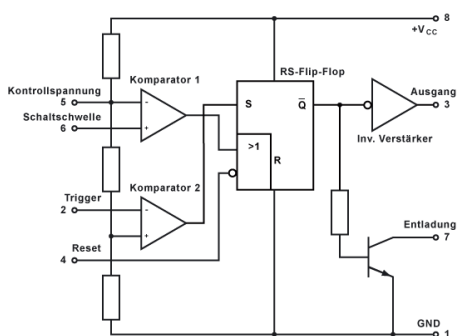 8
+VCC
Komparator 1
RS-Flip-Flop
Kontrollspannung
5
-
Ausgang
3
Schaltschwelle
6
+
S
Q
Inv. Verstärker
>1
R
Komparator 2
Trigger
2
-
Entladung
7
+
Reset
4
GND
1